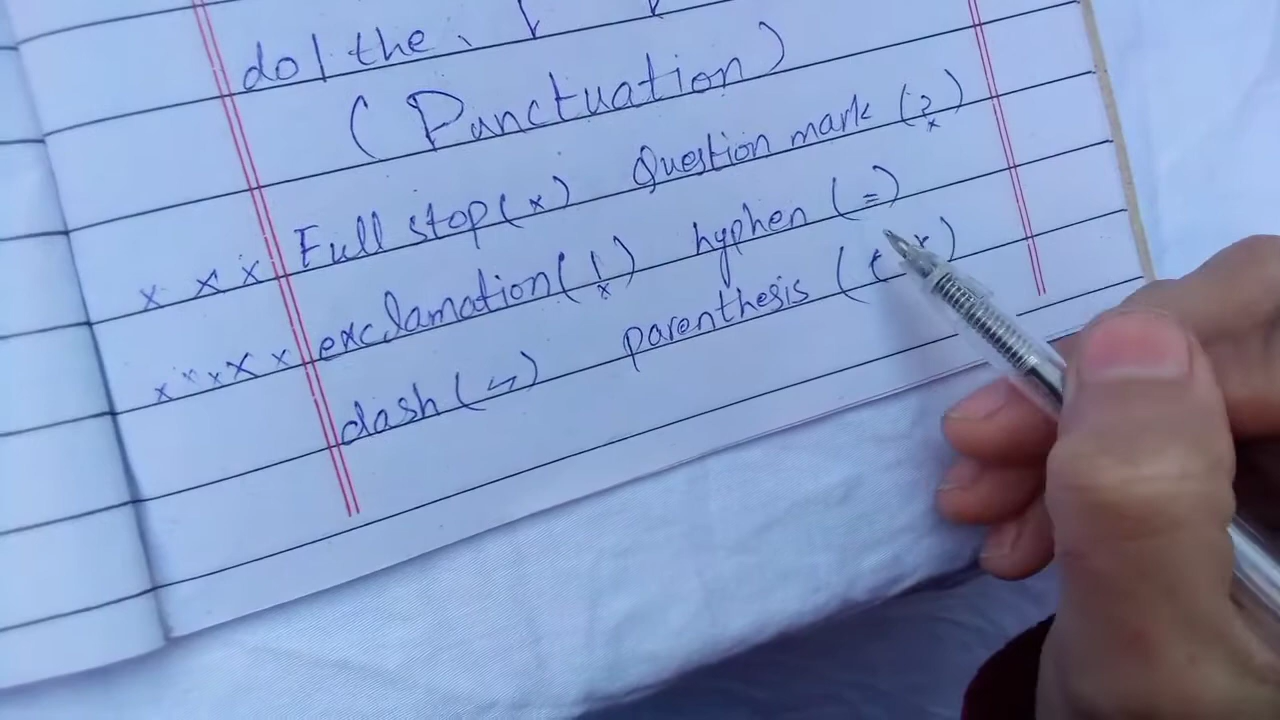 do the
(Punctuation)
Full stop(x) Question mark (?)
x x x exclamation(!) hyphen (=)
x x x x x dash ( ) parenthesis ( )